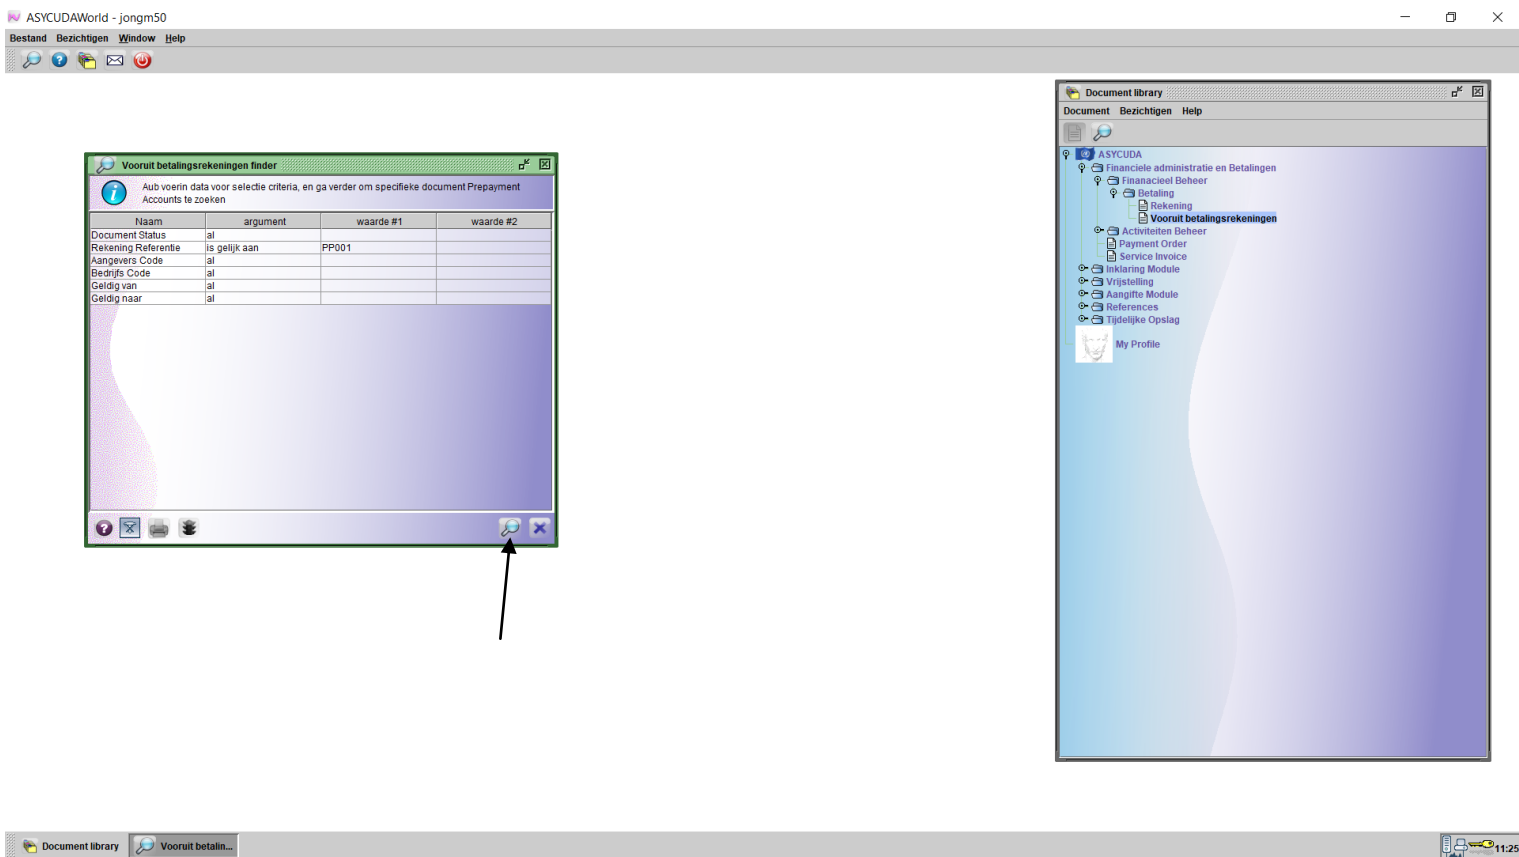 ASYCUDAWorld - jongm50
Bestand Bezichtigen Window Help
Document library
Document Bezichtigen Help
ASYCUDA
Financiele administratie en Betalingen
Finanacieel Beheer
Betaling
Rekening
Vooruit betalingsrekeningen
Activiteiten Beheer
Payment Order
Service Invoice
Inklaring Module
Vrijstelling
Aangifte Module
References
Tijdelijke Opslag
My Profile
Vooruit betalingsrekeningen finder
Aub voerin data voor selectie criteria, en ga verder om specifieke document Prepayment
Accounts te zoeken
Naam argument waarde #1 waarde #2
Document Status al
Rekening Referentie is gelijk aan PP001
Aangevers Code al
Bedrijfs Code al
Geldig van al
Geldig naar al
Document library Vooruit betalin... 11:25